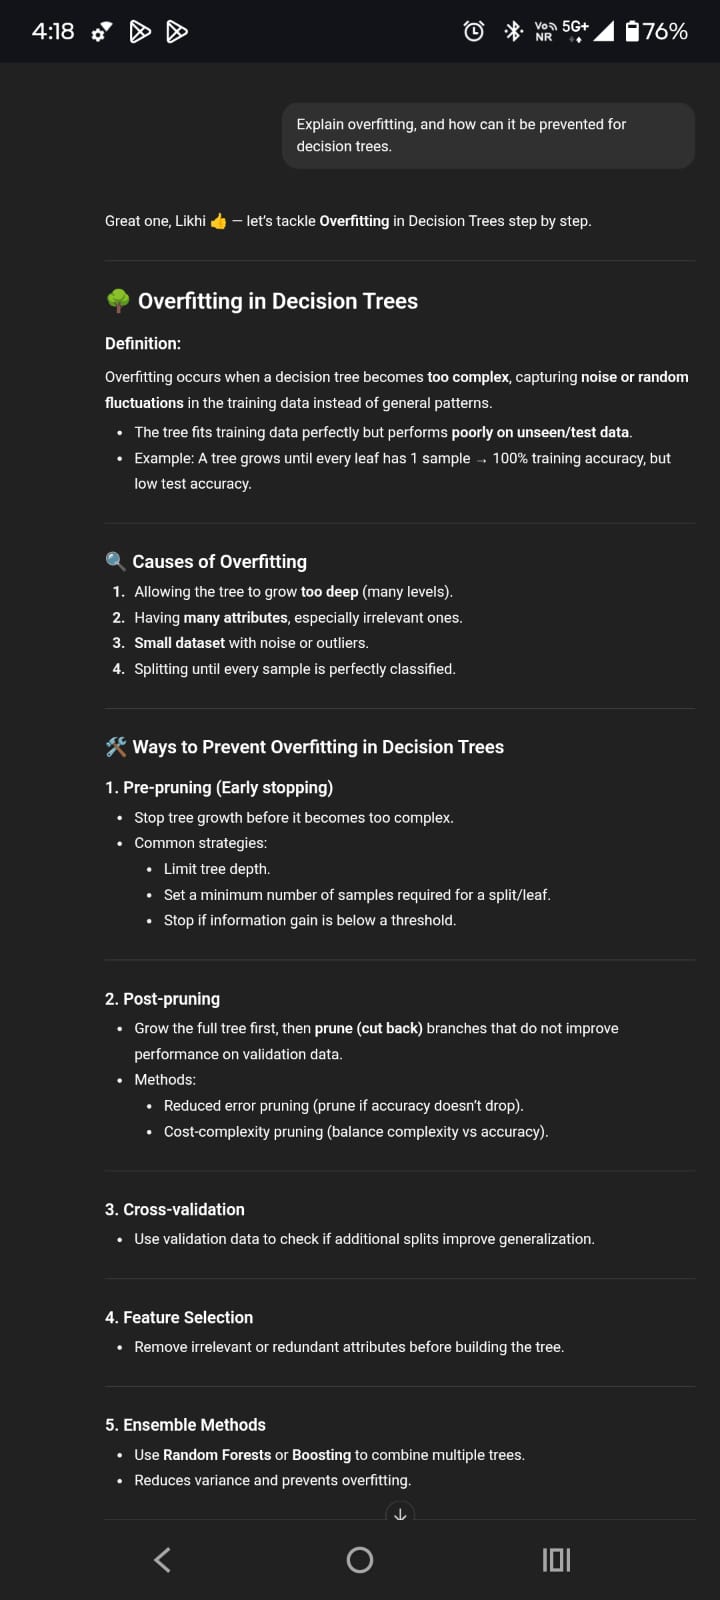 4:18
Vo NR 5G+ 76%
Explain overfitting, and how can it be prevented for
decision trees.
Great one, Likhi 👍 — let's tackle Overfitting in Decision Trees step by step.
🌳 Overfitting in Decision Trees
Definition:
Overfitting occurs when a decision tree becomes too complex, capturing noise or random
fluctuations in the training data instead of general patterns.
• The tree fits training data perfectly but performs poorly on unseen/test data.
• Example: A tree grows until every leaf has 1 sample → 100% training accuracy, but
low test accuracy.
🔍 Causes of Overfitting
1. Allowing the tree to grow too deep (many levels).
2. Having many attributes, especially irrelevant ones.
3. Small dataset with noise or outliers.
4. Splitting until every sample is perfectly classified.
🛠️ Ways to Prevent Overfitting in Decision Trees
1. Pre-pruning (Early stopping)
• Stop tree growth before it becomes too complex.
• Common strategies:
• Limit tree depth.
• Set a minimum number of samples required for a split/leaf.
• Stop if information gain is below a threshold.
2. Post-pruning
• Grow the full tree first, then prune (cut back) branches that do not improve
performance on validation data.
• Methods:
• Reduced error pruning (prune if accuracy doesn't drop).
• Cost-complexity pruning (balance complexity vs accuracy).
3. Cross-validation
• Use validation data to check if additional splits improve generalization.
4. Feature Selection
• Remove irrelevant or redundant attributes before building the tree.
5. Ensemble Methods
• Use Random Forests or Boosting to combine multiple trees.
• Reduces variance and prevents overfitting.